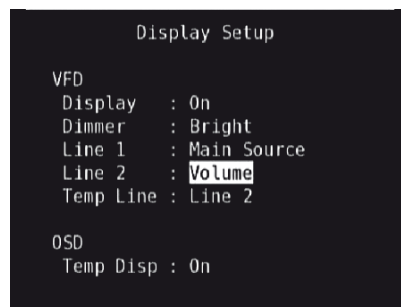 Display Setup
VFD
Display : On
Dimmer : Bright
Line 1 : Main Source
Line 2 : Volume
Temp Line : Line 2
OSD
Temp Disp : On